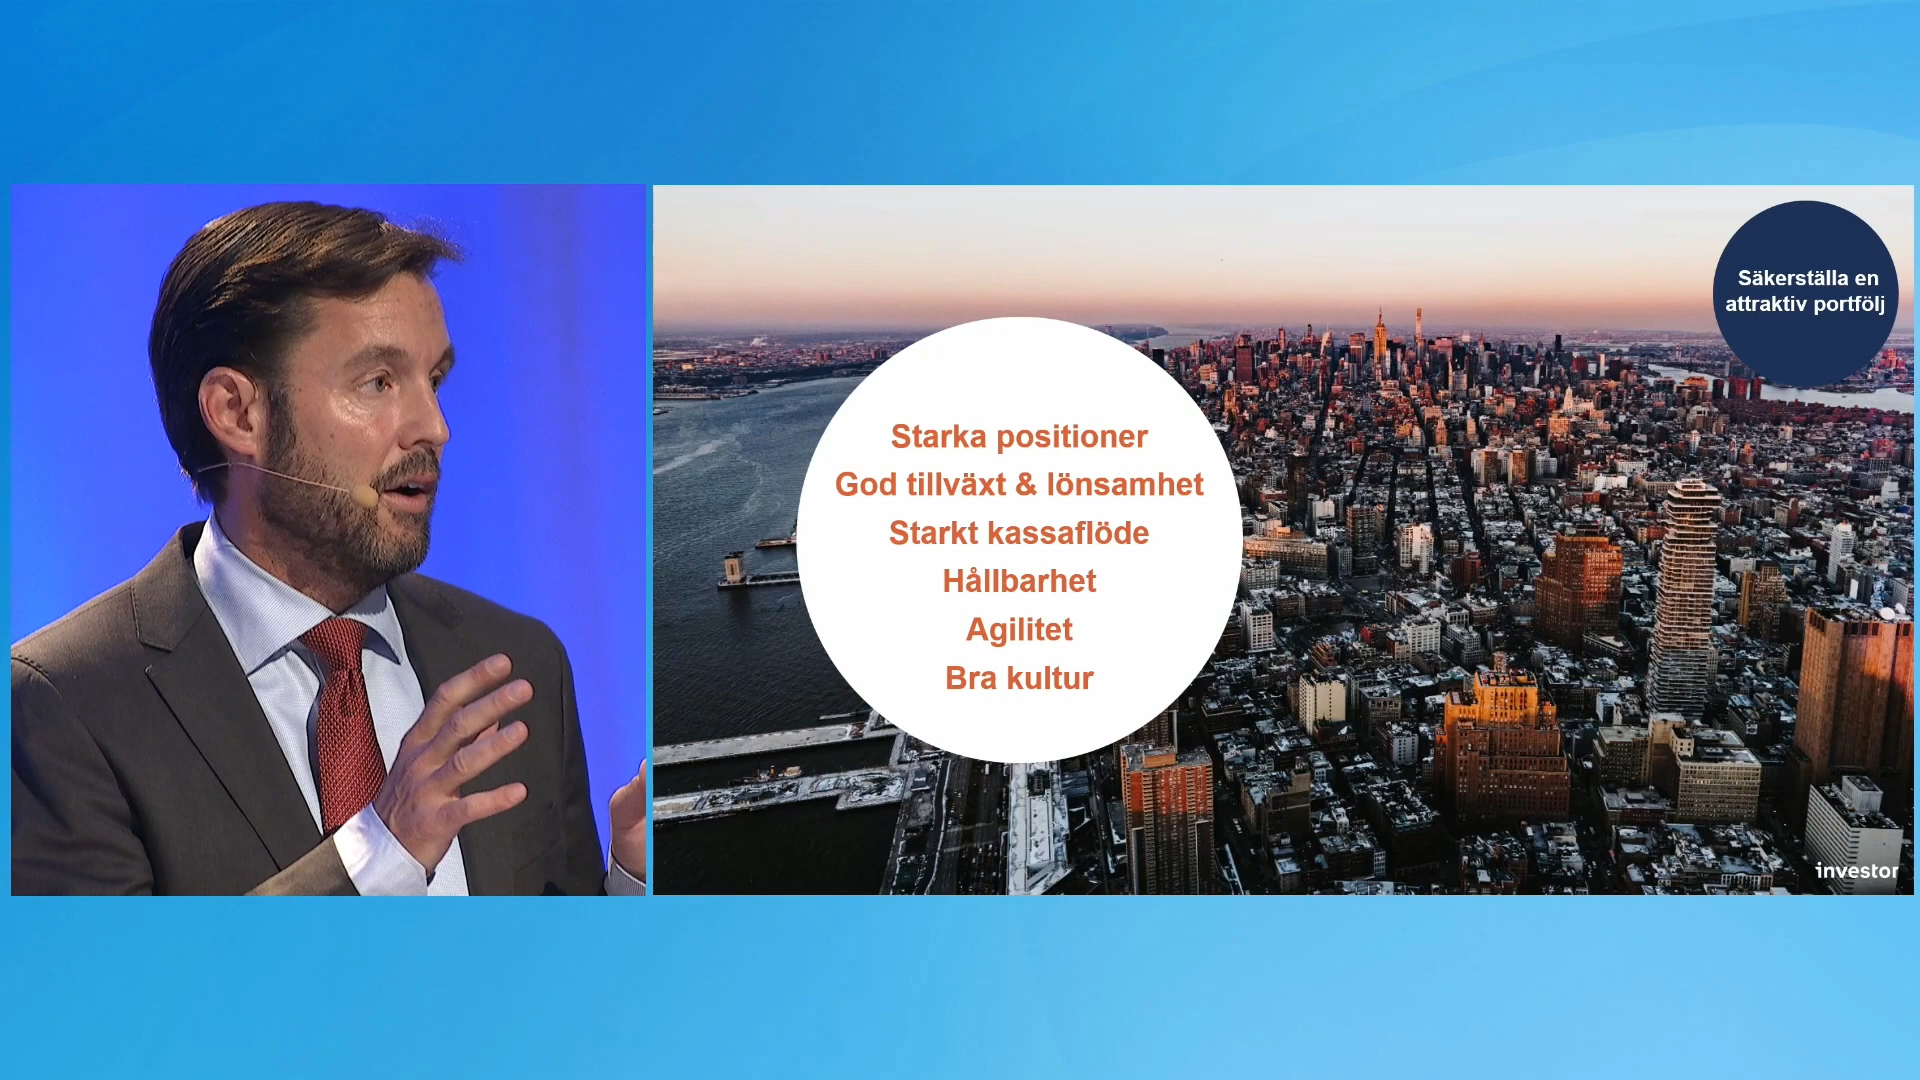 Säkerställa en
attraktiv portfölj
Starka positioner
God tillväxt & lönsamhet
Starkt kassaflöde
Hållbarhet
Agilitet
Bra kultur
investor